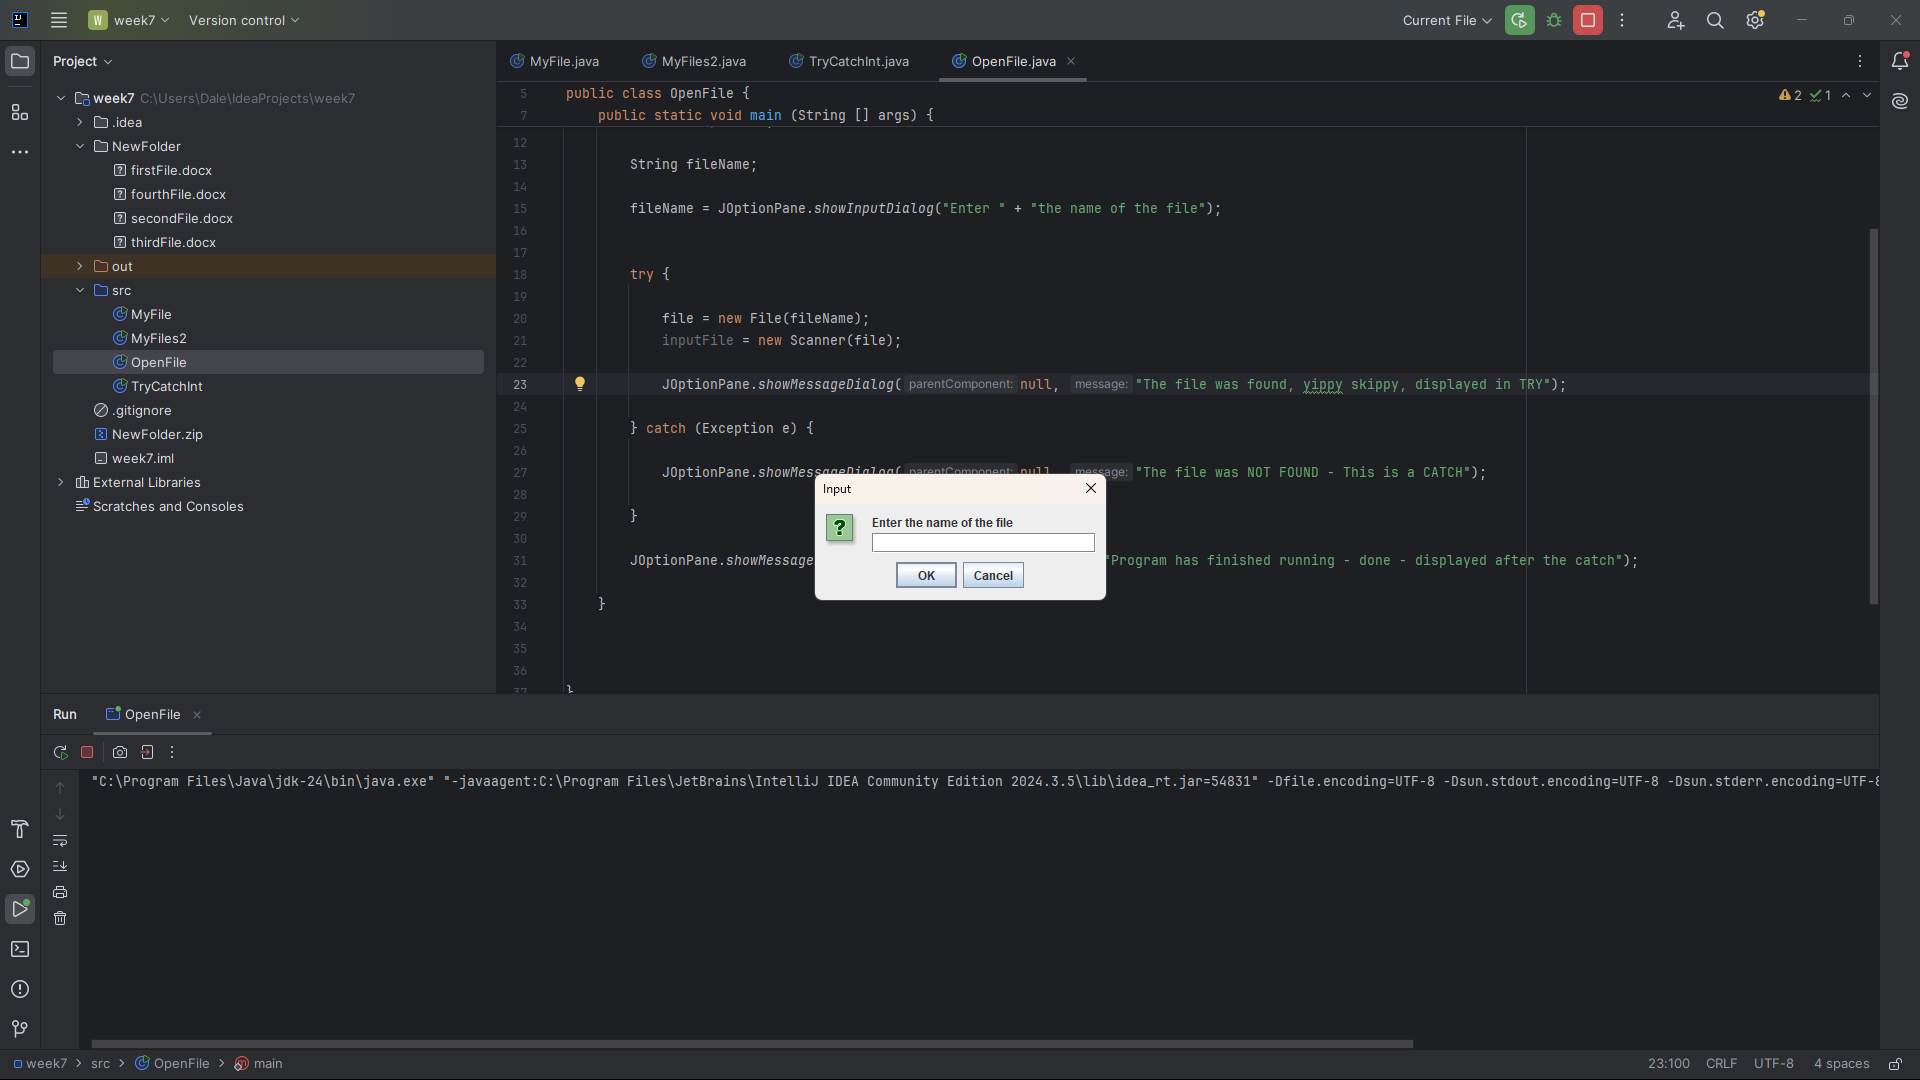 W week7 Version control Current File
Project
week7 C:\Users\Dale\IdeaProjects\week7
.idea
NewFolder
firstFile.docx
fourthFile.docx
secondFile.docx
thirdFile.docx
out
src
MyFile
MyFiles2
OpenFile
TryCatchInt
.gitignore
NewFolder.zip
week7.iml
External Libraries
Scratches and Consoles
MyFile.java MyFiles2.java TryCatchInt.java OpenFile.java
2 1
5 public class OpenFile {
7 public static void main (String [] args) {
12
13 String fileName;
14
15 fileName = JOptionPane.showInputDialog("Enter " + "the name of the file");
16
17
18 try {
19
20 file = new File(fileName);
21 inputFile = new Scanner(file);
22
23 JOptionPane.showMessageDialog( parentComponent: null, message: "The file was found, yippy skippy, displayed in TRY");
24
25 } catch (Exception e) {
26
27 JOptionPane.showMessageDialog( parentComponent: null, message: "The file was NOT FOUND - This is a CATCH");
28
29 }
30
31 JOptionPane.showMessage "Program has finished running - done - displayed after the catch");
32
33 }
34
35
36
37 }
Input
Enter the name of the file
OK Cancel
Run OpenFile
"C:\Program Files\Java\jdk-24\bin\java.exe" "-javaagent:C:\Program Files\JetBrains\IntelliJ IDEA Community Edition 2024.3.5\lib\idea_rt.jar=54831" -Dfile.encoding=UTF-8 -Dsun.stdout.encoding=UTF-8 -Dsun.stderr.encoding=UTF-8
week7 src OpenFile main 23:100 CRLF UTF-8 4 spaces